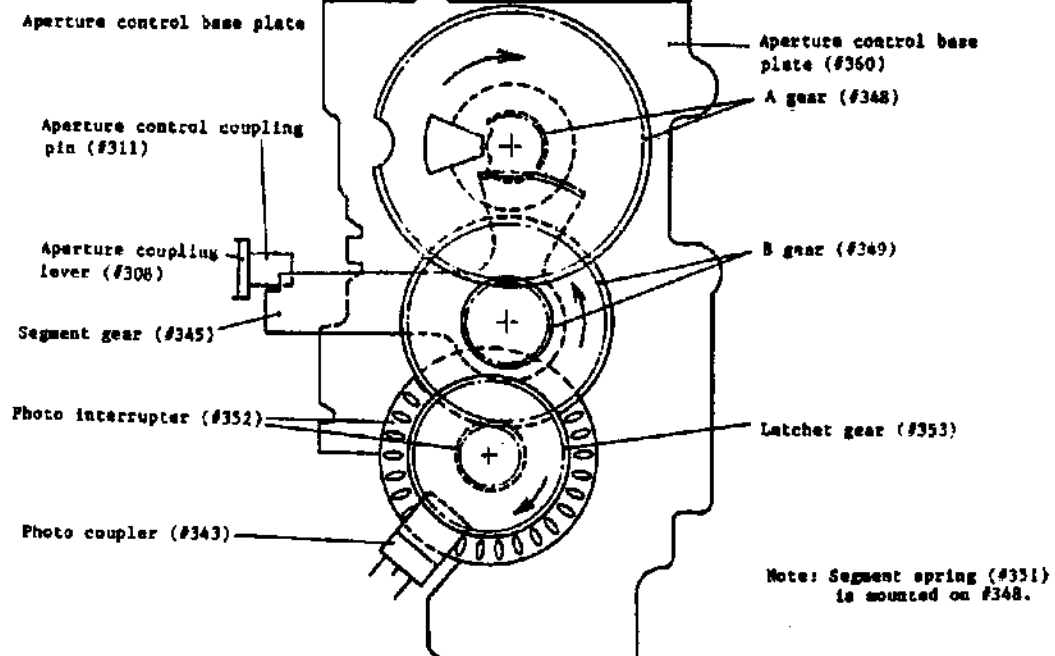 Aperture control base plate
Aperture control base
plate (#360)
A gear (#348)
Aperture control coupling
pin (#311)
Aperture coupling
lever (#308)
B gear (#349)
Segment gear (#345)
Photo interrupter (#352)
Latchet gear (#353)
Photo coupler (#343)
Note: Segment spring (#351)
is mounted on #348.